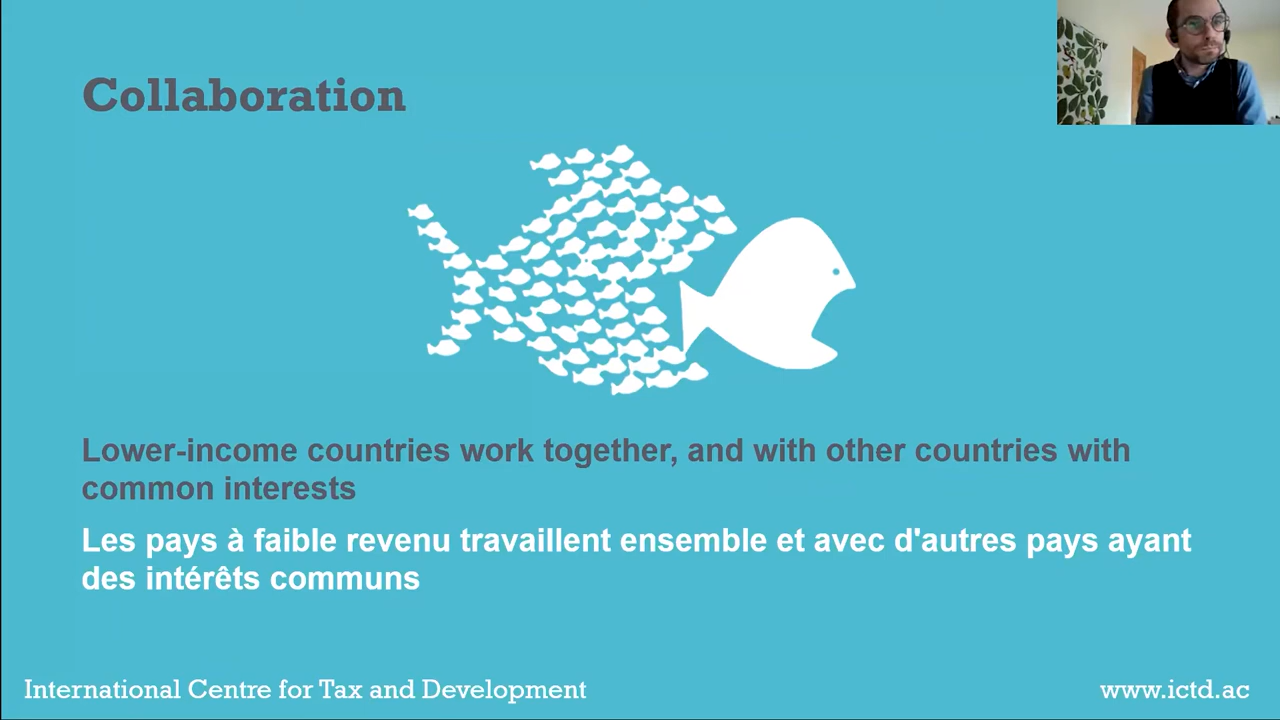 Collaboration
Lower-income countries work together, and with other countries with
common interests
Les pays à faible revenu travaillent ensemble et avec d'autres pays ayant
des intérêts communs
International Centre for Tax and Development
www.ictd.ac